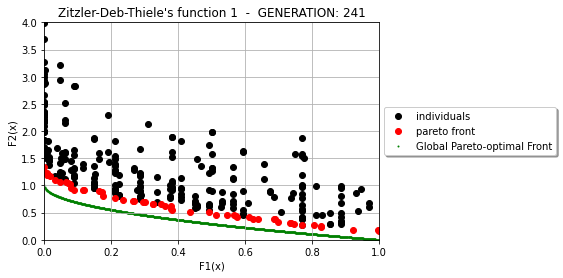 Zitzler-Deb-Thiele's function 1 - GENERATION: 241
4.0
3.5
3.0
2.5
2.0
1.5
1.0
0.5
0.0
F2(x)
0.0 0.2 0.4 0.6 0.8 1.0
F1(x)
individuals
pareto front
Global Pareto-optimal Front